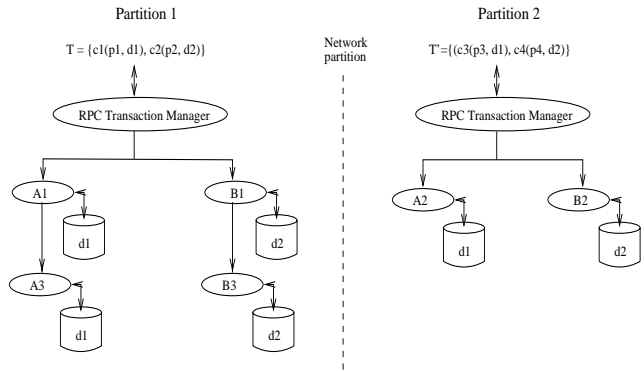 Partition 1
Partition 2
T = {c1(p1, d1), c2(p2, d2)}
Network
partition
T'={(c3(p3, d1), c4(p4, d2)}
RPC Transaction Manager
RPC Transaction Manager
A1
B1
A2
B2
d1
d2
d1
d2
A3
B3
d1
d2